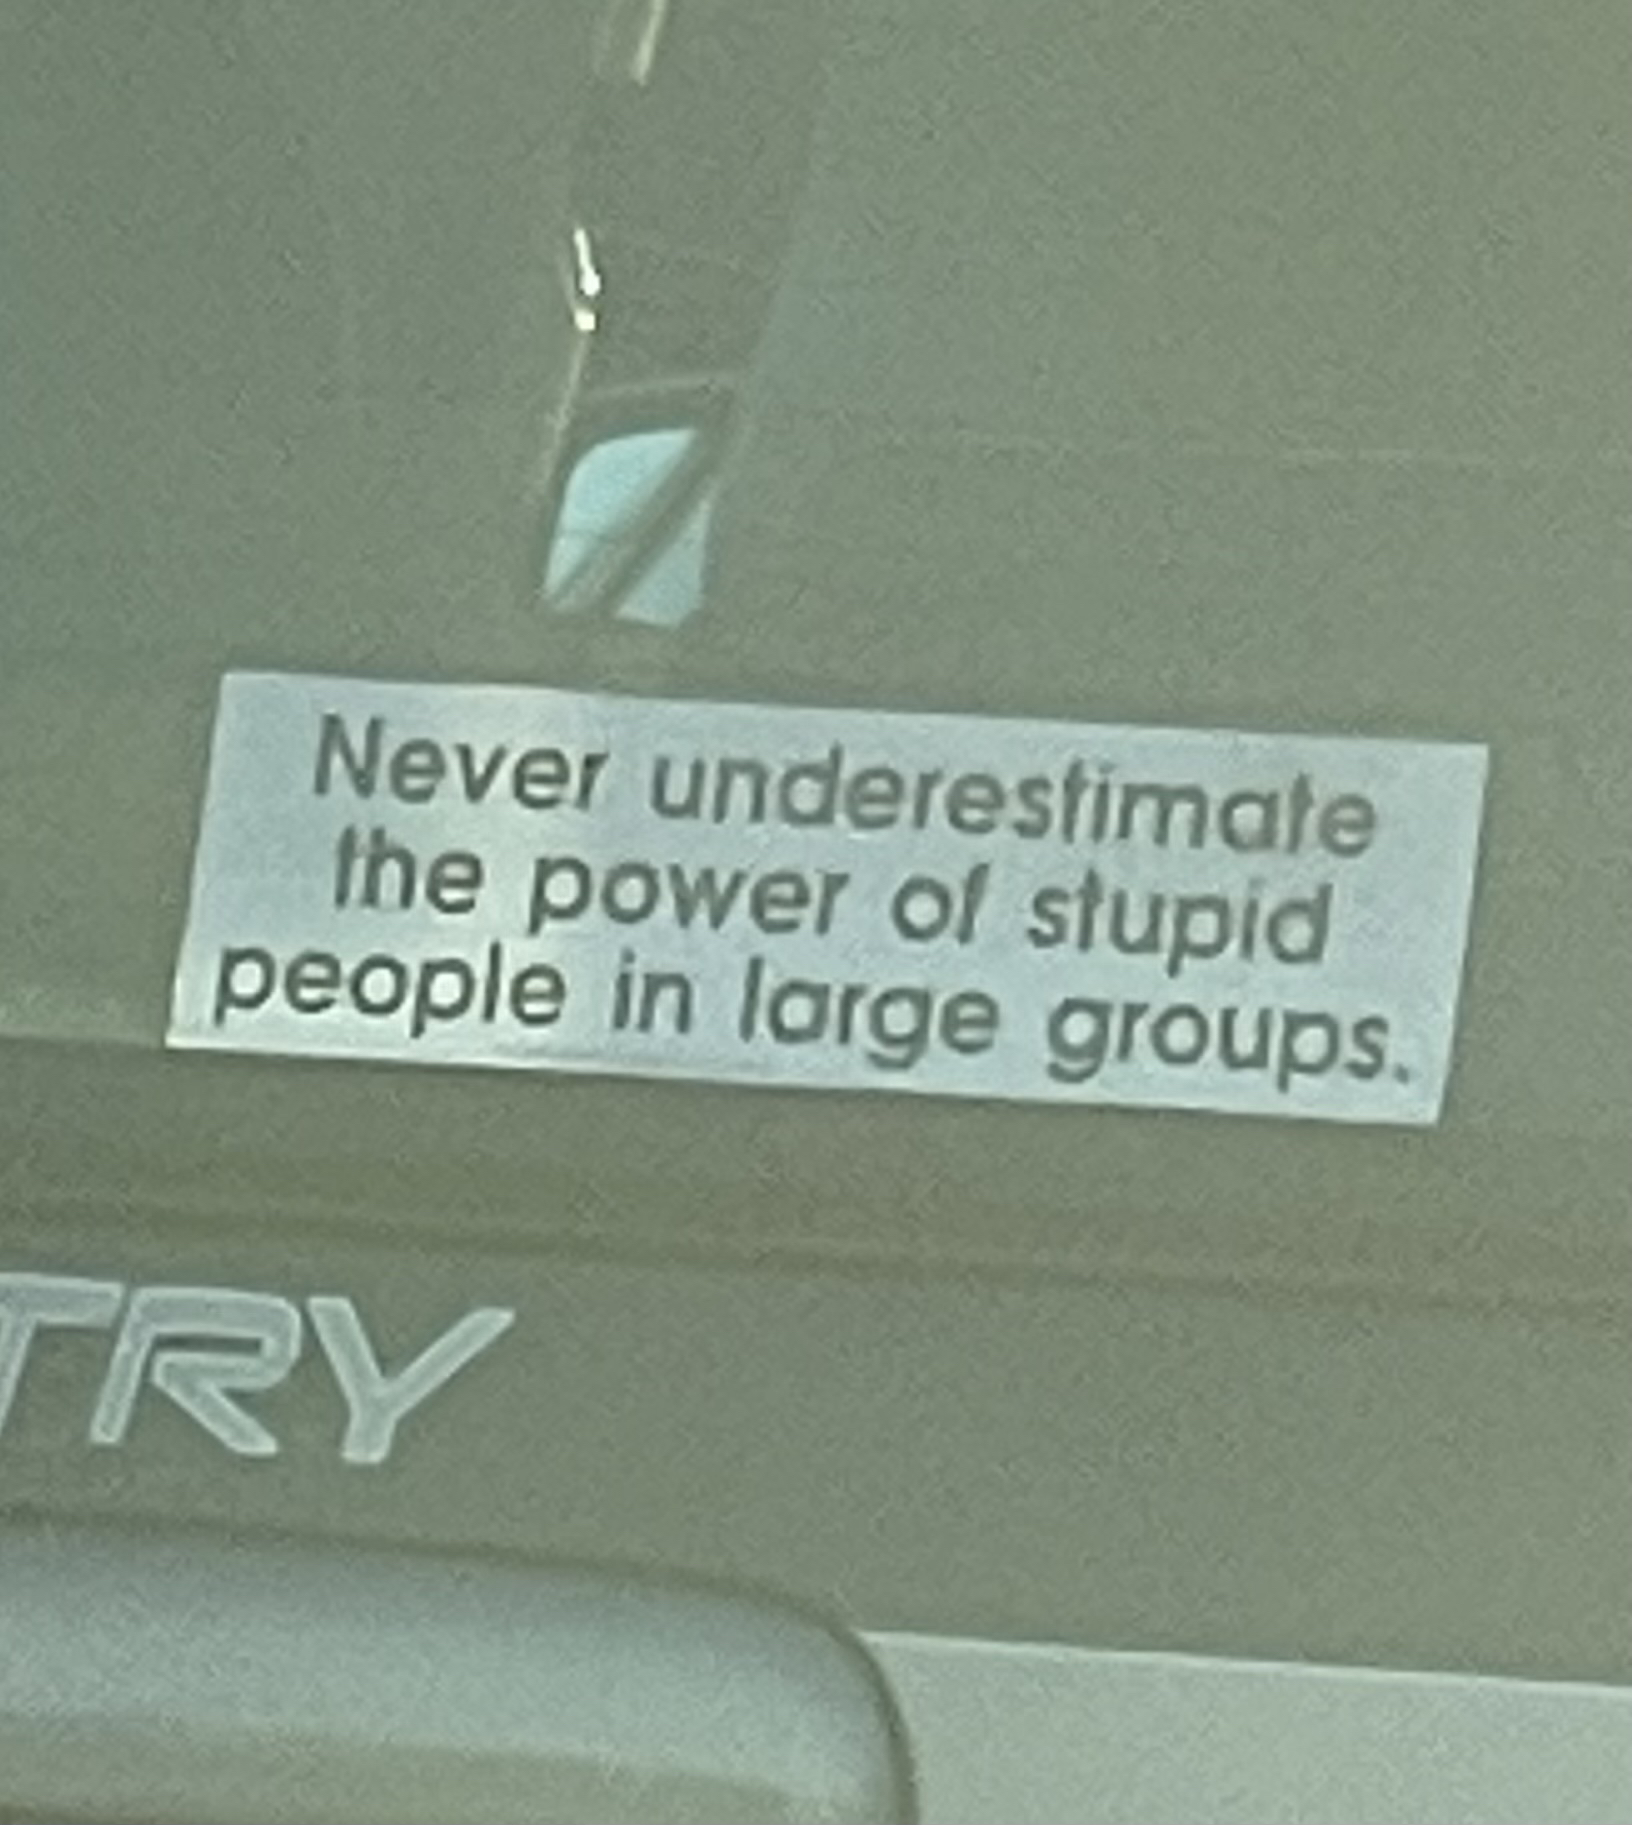 Never underestimate
the power of stupid
people in large groups.
TRY